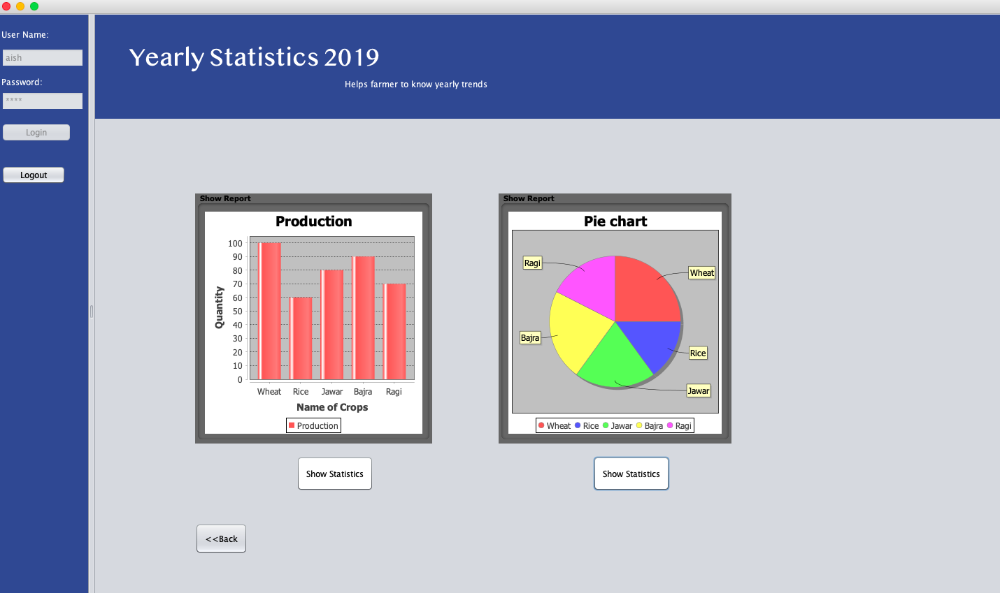 User Name:
aish
Password:
****
Login
Logout
Yearly Statistics 2019
Helps farmer to know yearly trends
Show Report
Production
Quantity
100
90
80
70
60
50
40
30
20
10
0
Wheat Rice Jawar Bajra Ragi
Name of Crops
Production
Show Statistics
Show Report
Pie chart
Ragi
Wheat
Bajra
Rice
Jawar
Wheat Rice Jawar Bajra Ragi
Show Statistics
<<Back